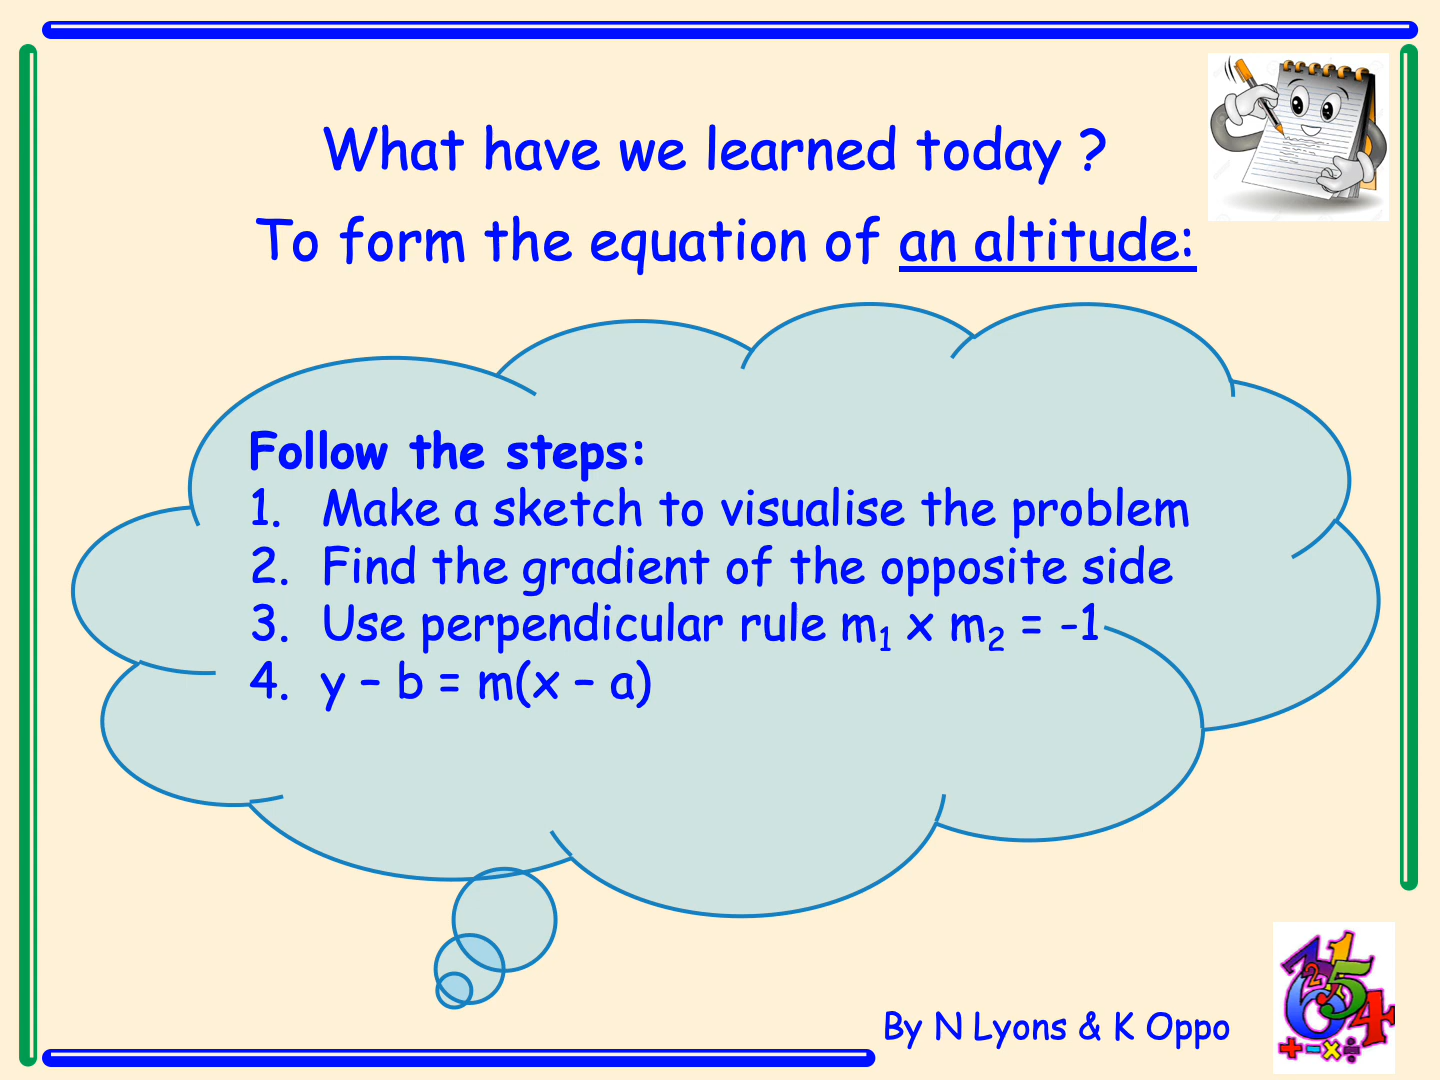 What have we learned today ?
To form the equation of an altitude:
Follow the steps:
1. Make a sketch to visualise the problem
2. Find the gradient of the opposite side
3. Use perpendicular rule m₁ x m₂ = -1
4. y – b = m(x – a)
By N Lyons & K Oppo